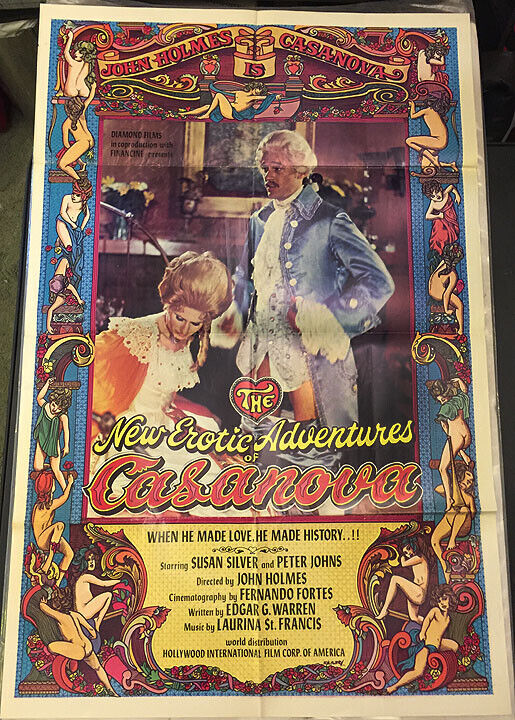 JOHN HOLMES IS CASANOVA
DIAMOND FILMS
in coproduction with
FINANCINE presents
THE
New Erotic Adventures
OF
Casanova
WHEN HE MADE LOVE, HE MADE HISTORY..!!
Starring SUSAN SILVER and PETER JOHNS
Directed by JOHN HOLMES
Cinematography by FERNANDO FORTES
Written by EDGAR G. WARREN
Music by LAURINA St. FRANCIS
world distribution
HOLLYWOOD INTERNATIONAL FILM CORP. OF AMERICA